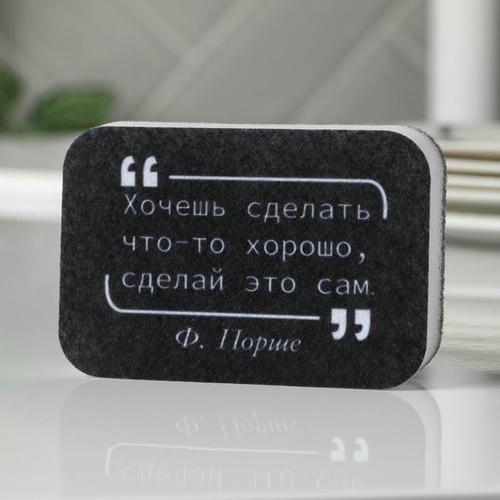 “
Хочешь сделать
что-то хорошо,
сделай это сам.
”
Ф. Порше